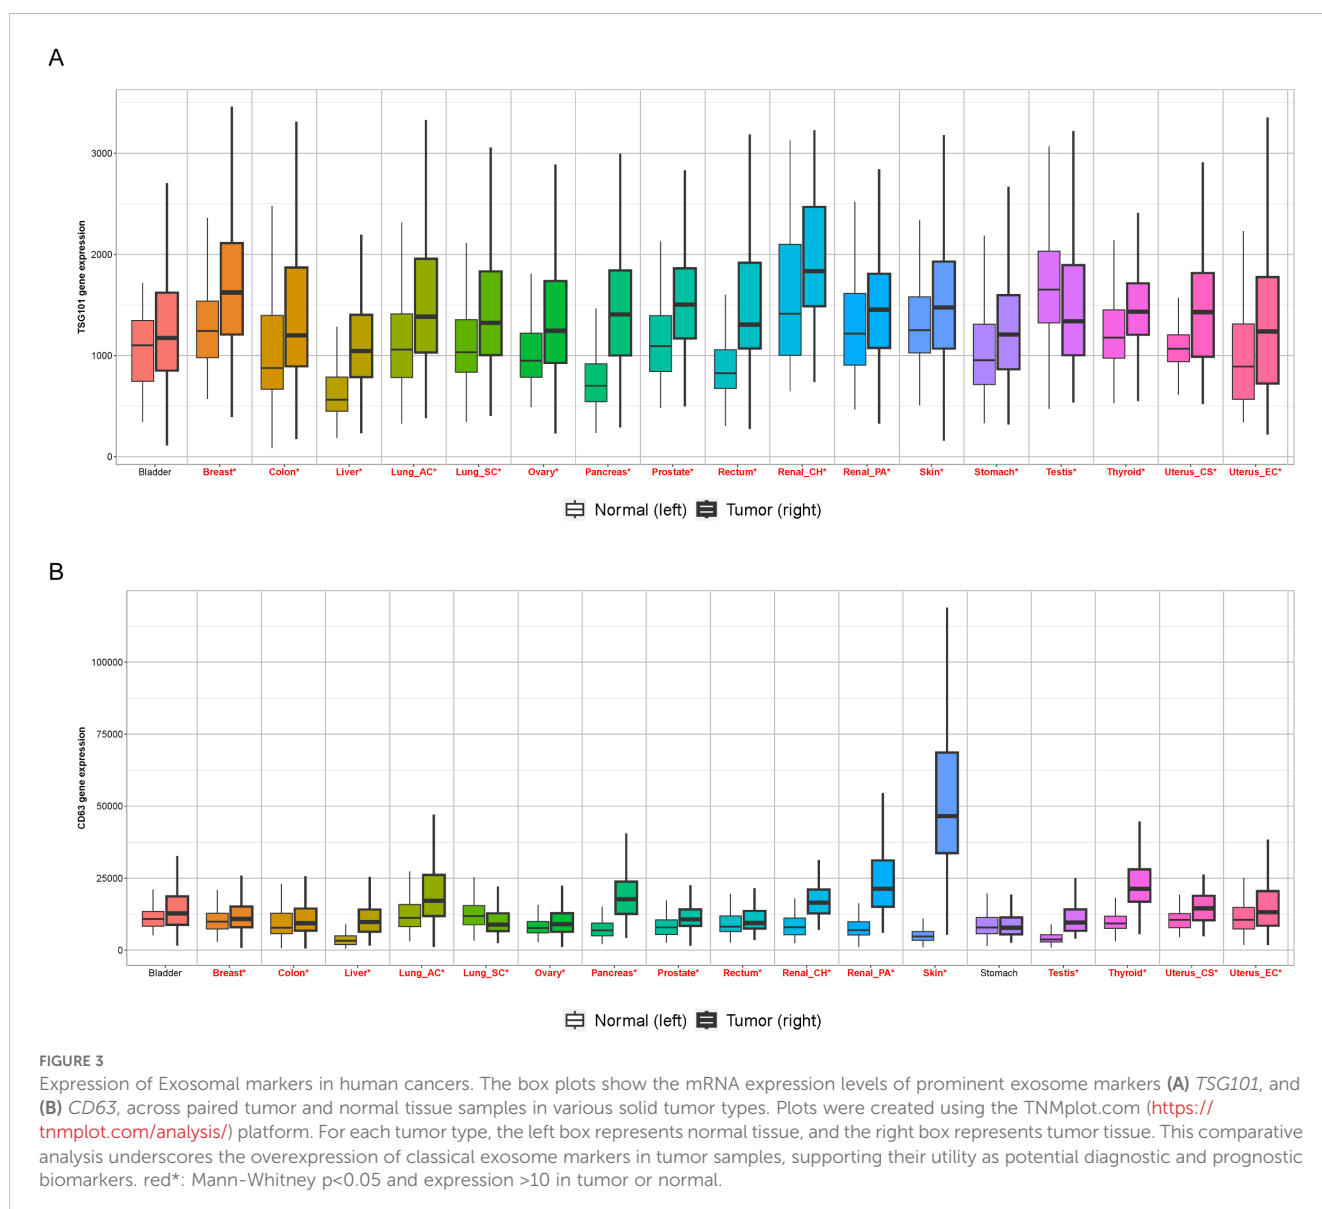 A
TSG101 gene expression
3000
2000
1000
0
Bladder Breast* Colon* Liver* Lung_AC* Lung_SC* Ovary* Pancreas* Prostate* Rectum* Renal_CH* Renal_PA* Skin* Stomach* Testis* Thyroid* Uterus_CS* Uterus_EC*
Normal (left) Tumor (right)
B
CD63 gene expression
100000
75000
50000
25000
0
Bladder Breast* Colon* Liver* Lung_AC* Lung_SC* Ovary* Pancreas* Prostate* Rectum* Renal_CH* Renal_PA* Skin* Stomach Testis* Thyroid* Uterus_CS* Uterus_EC*
Normal (left) Tumor (right)
FIGURE 3
Expression of Exosomal markers in human cancers. The box plots show the mRNA expression levels of prominent exosome markers (A) TSG101, and
(B) CD63, across paired tumor and normal tissue samples in various solid tumor types. Plots were created using the TNMplot.com (https://
tnmplot.com/analysis/) platform. For each tumor type, the left box represents normal tissue, and the right box represents tumor tissue. This comparative
analysis underscores the overexpression of classical exosome markers in tumor samples, supporting their utility as potential diagnostic and prognostic
biomarkers. red*: Mann-Whitney p<0.05 and expression >10 in tumor or normal.